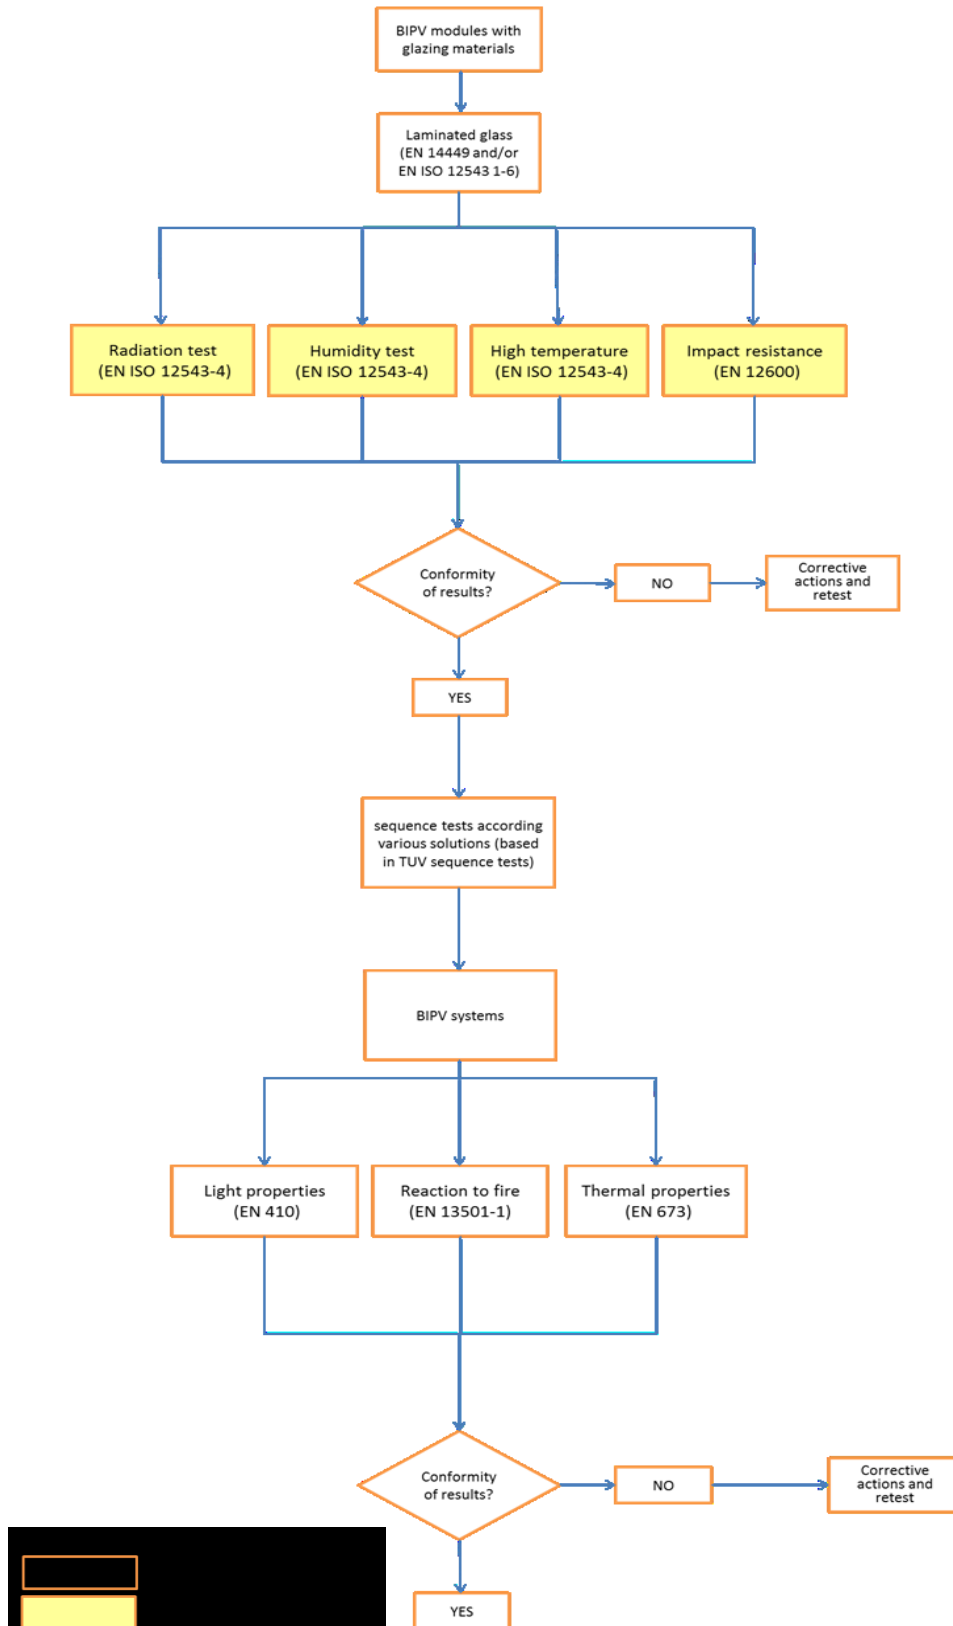 BIPV modules with
glazing materials
Laminated glass
(EN 14449 and/or
EN ISO 12543 1-6)
Radiation test
(EN ISO 12543-4)
Humidity test
(EN ISO 12543-4)
High temperature
(EN ISO 12543-4)
Impact resistance
(EN 12600)
Conformity
of results?
NO
Corrective
actions and
retest
YES
sequence tests according
various solutions (based
in TUV sequence tests)
BIPV systems
Light properties
(EN 410)
Reaction to fire
(EN 13501-1)
Thermal properties
(EN 673)
Conformity
of results?
NO
Corrective
actions and
retest
YES